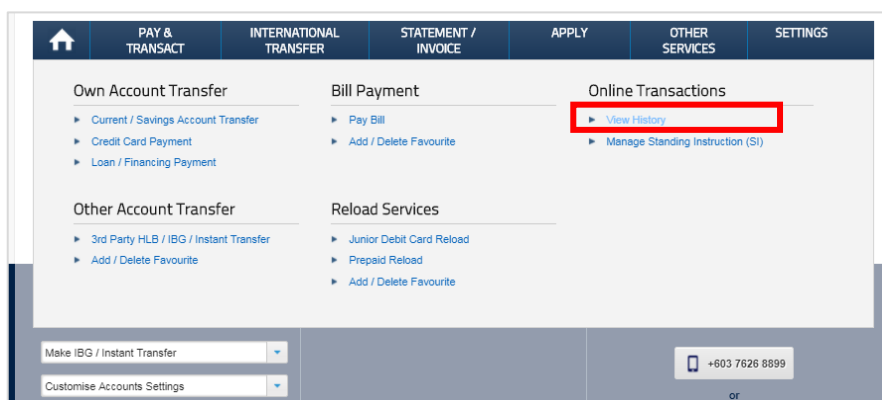 PAY &
TRANSACT
INTERNATIONAL
TRANSFER
STATEMENT /
INVOICE
APPLY
OTHER
SERVICES
SETTINGS
Own Account Transfer
Current / Savings Account Transfer
Credit Card Payment
Loan / Financing Payment
Bill Payment
Pay Bill
Add / Delete Favourite
Online Transactions
View History
Manage Standing Instruction (SI)
Other Account Transfer
3rd Party HLB / IBG / Instant Transfer
Add / Delete Favourite
Reload Services
Junior Debit Card Reload
Prepaid Reload
Add / Delete Favourite
Make IBG / Instant Transfer
Customise Accounts Settings
+603 7626 8899
or